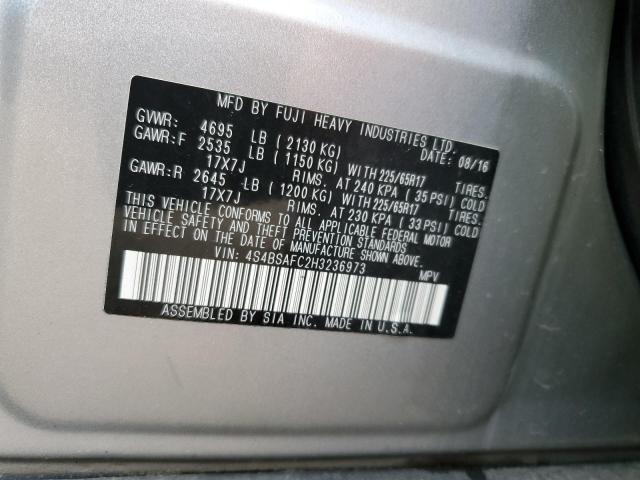 MFD BY FUJI HEAVY INDUSTRIES LTD.
GVWR: 4695 LB (2130 KG) DATE: 08/16
GAWR:F 2535 LB (1150 KG) WITH 225/65R17 TIRES.
17X7J RIMS. AT 240 KPA (35 PSI) COLD
GAWR:R 2645 LB (1200 KG) WITH 225/65R17 TIRES.
17X7J RIMS. AT 230 KPA (33 PSI) COLD
THIS VEHICLE CONFORMS TO ALL APPLICABLE FEDERAL MOTOR
VEHICLE SAFETY AND THEFT PREVENTION STANDARDS
IN EFFECT ON THE DATE OF MANUFACTURE SHOWN ABOVE.
VIN: 4S4BSAFC2H3236973 MPV
ASSEMBLED BY SIA INC. MADE IN U.S.A.